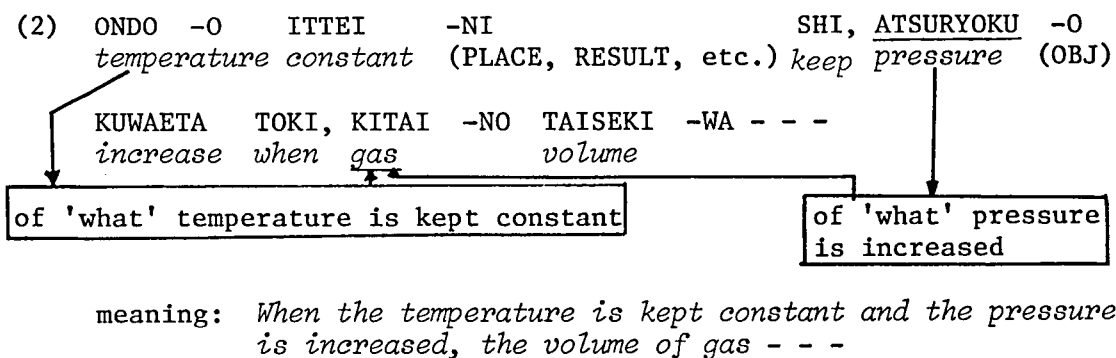 (2) ONDO -O ITTEI -NI SHI, ATSURYOKU -O
temperature constant (PLACE, RESULT, etc.) keep pressure (OBJ)
KUWAETA TOKI, KITAI -NO TAISEKI -WA - - -
increase when gas volume
of 'what' temperature is kept constant
of 'what' pressure
is increased
meaning: When the temperature is kept constant and the pressure
is increased, the volume of gas - - -